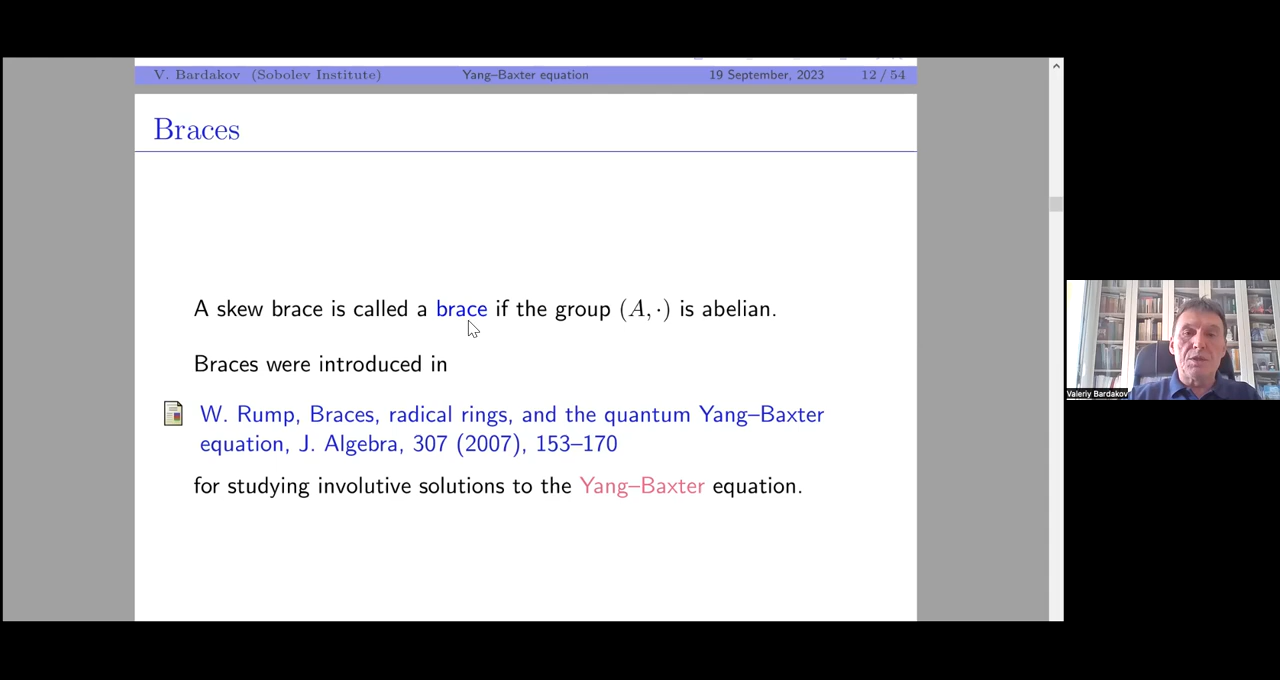 V. Bardakov (Sobolev Institute) Yang–Baxter equation 19 September, 2023 12 / 54
Braces
A skew brace is called a brace if the group (A, ·) is abelian.
Braces were introduced in
W. Rump, Braces, radical rings, and the quantum Yang–Baxter
equation, J. Algebra, 307 (2007), 153–170
for studying involutive solutions to the Yang–Baxter equation.
Valeriy Bardakov